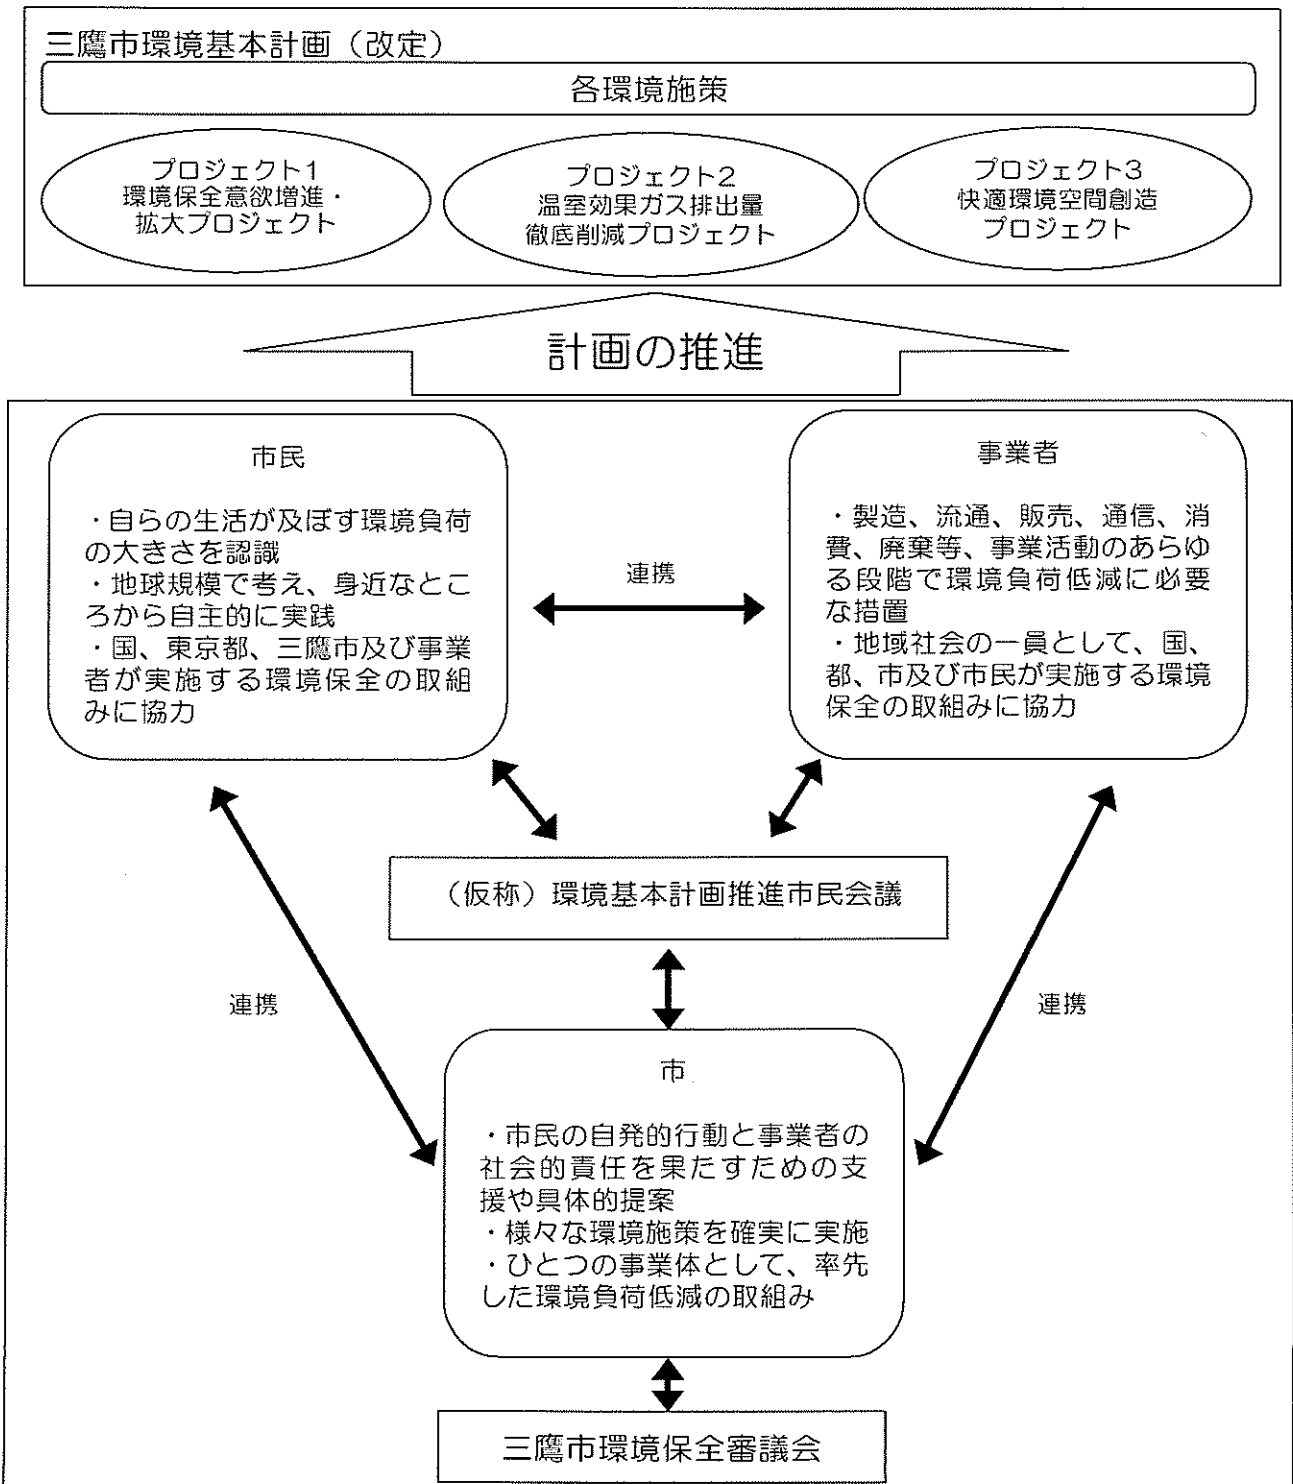 三鷹市環境基本計画（改定）
各環境施策
プロジェクト1
環境保全意欲増進・
拡大プロジェクト
プロジェクト2
温室効果ガス排出量
徹底削減プロジェクト
プロジェクト3
快適環境空間創造
プロジェクト
計画の推進
市民
・自らの生活が及ぼす環境負荷
の大きさを認識
・地球規模で考え、身近なとこ
ろから自主的に実践
・国、東京都、三鷹市及び事業
者が実施する環境保全の取組
みに協力
連携
事業者
・製造、流通、販売、通信、消
費、廃棄等、事業活動のあらゆ
る段階で環境負荷低減に必要
な措置
・地域社会の一員として、国、
都、市及び市民が実施する環境
保全の取組みに協力
（仮称）環境基本計画推進市民会議
連携
連携
市
・市民の自発的行動と事業者の
社会的責任を果たすための支
援や具体的提案
・様々な環境施策を確実に実施
・ひとつの事業体として、率先
した環境負荷低減の取組み
三鷹市環境保全審議会